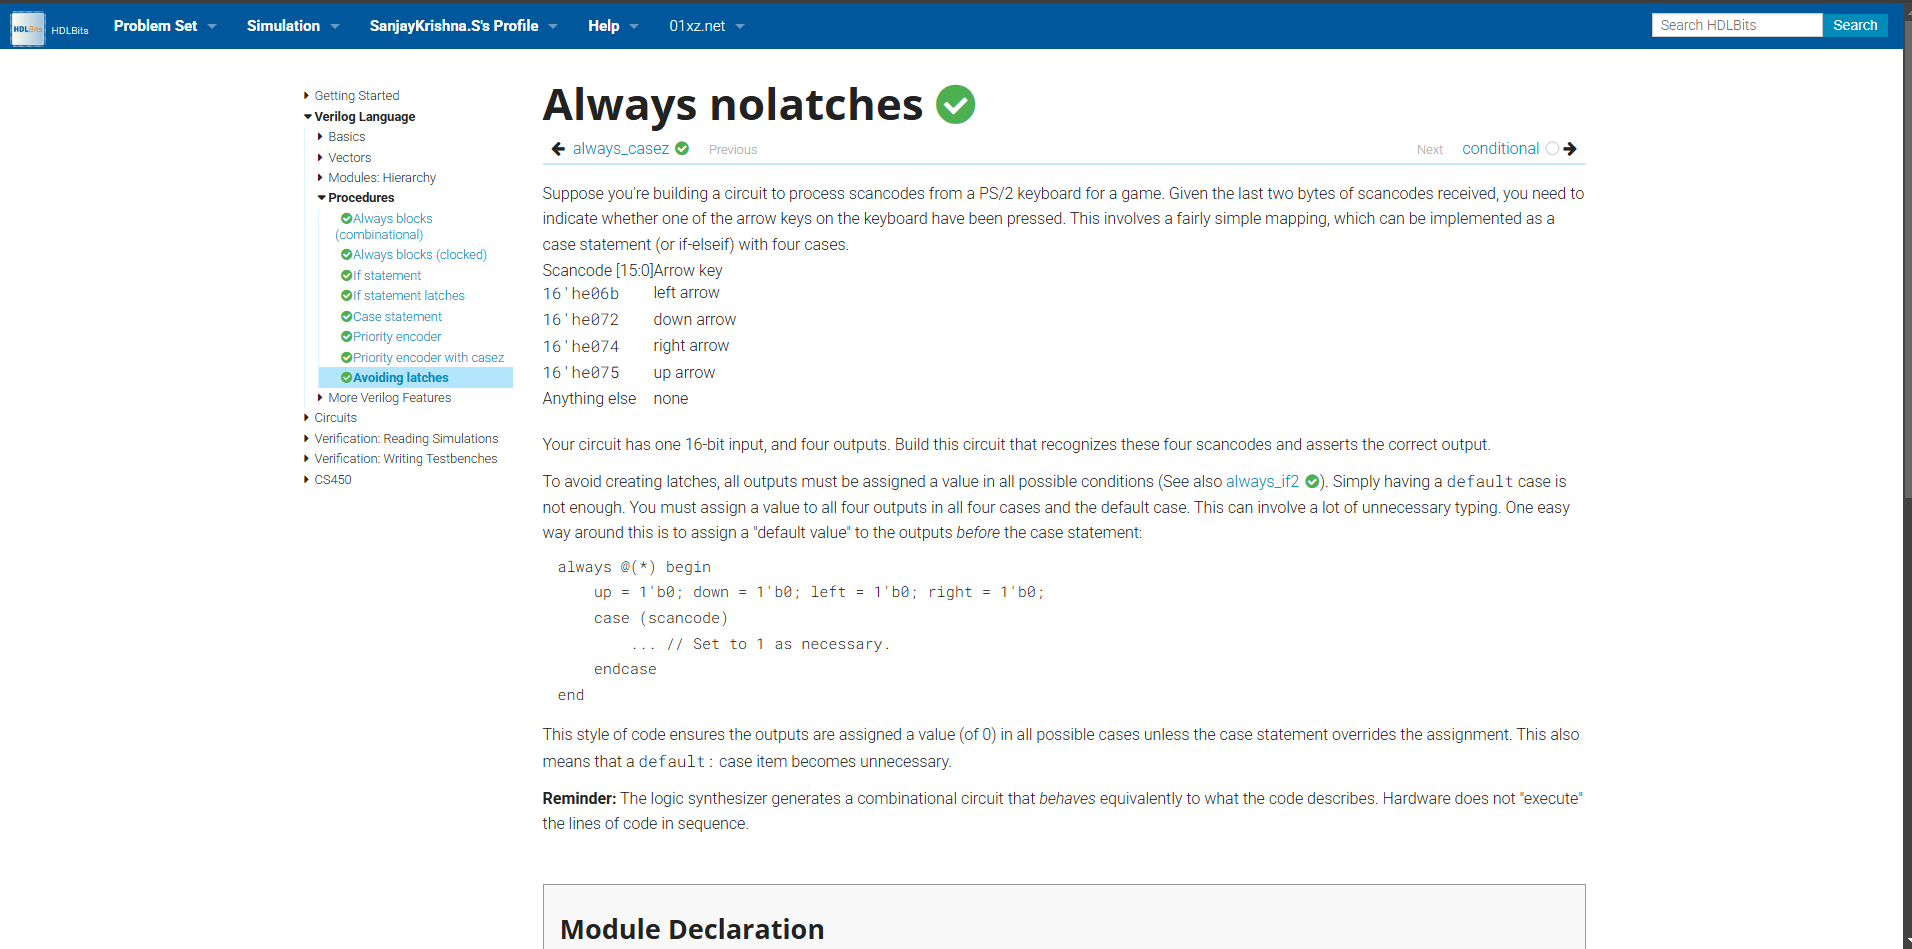 HDLBits HDLBits Problem Set Simulation SanjayKrishna.S's Profile Help 01xz.net Search HDLBits Search
Getting Started
Verilog Language
Basics
Vectors
Modules: Hierarchy
Procedures
Always blocks
(combinational)
Always blocks (clocked)
If statement
If statement latches
Case statement
Priority encoder
Priority encoder with casez
Avoiding latches
More Verilog Features
Circuits
Verification: Reading Simulations
Verification: Writing Testbenches
CS450
Always nolatches
always_casez Previous Next conditional
Suppose you're building a circuit to process scancodes from a PS/2 keyboard for a game. Given the last two bytes of scancodes received, you need to
indicate whether one of the arrow keys on the keyboard have been pressed. This involves a fairly simple mapping, which can be implemented as a
case statement (or if-elseif) with four cases.
Scancode [15:0] Arrow key
16'he06b left arrow
16'he072 down arrow
16'he074 right arrow
16'he075 up arrow
Anything else none
Your circuit has one 16-bit input, and four outputs. Build this circuit that recognizes these four scancodes and asserts the correct output.
To avoid creating latches, all outputs must be assigned a value in all possible conditions (See also always_if2 ). Simply having a default case is
not enough. You must assign a value to all four outputs in all four cases and the default case. This can involve a lot of unnecessary typing. One easy
way around this is to assign a "default value" to the outputs before the case statement:
always @(*) begin
up = 1'b0; down = 1'b0; left = 1'b0; right = 1'b0;
case (scancode)
... // Set to 1 as necessary.
endcase
end
This style of code ensures the outputs are assigned a value (of 0) in all possible cases unless the case statement overrides the assignment. This also
means that a default: case item becomes unnecessary.
Reminder: The logic synthesizer generates a combinational circuit that behaves equivalently to what the code describes. Hardware does not "execute"
the lines of code in sequence.
Module Declaration